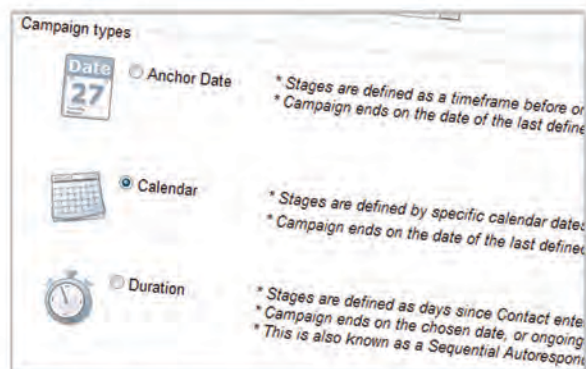 Campaign types
Date
27
Anchor Date
* Stages are defined as a timeframe before or
* Campaign ends on the date of the last define
Calendar
* Stages are defined by specific calendar dates
* Campaign ends on the date of the last defined
Duration
* Stages are defined as days since Contact ente
* Campaign ends on the chosen date, or ongoing
* This is also known as a Sequential Autorespon